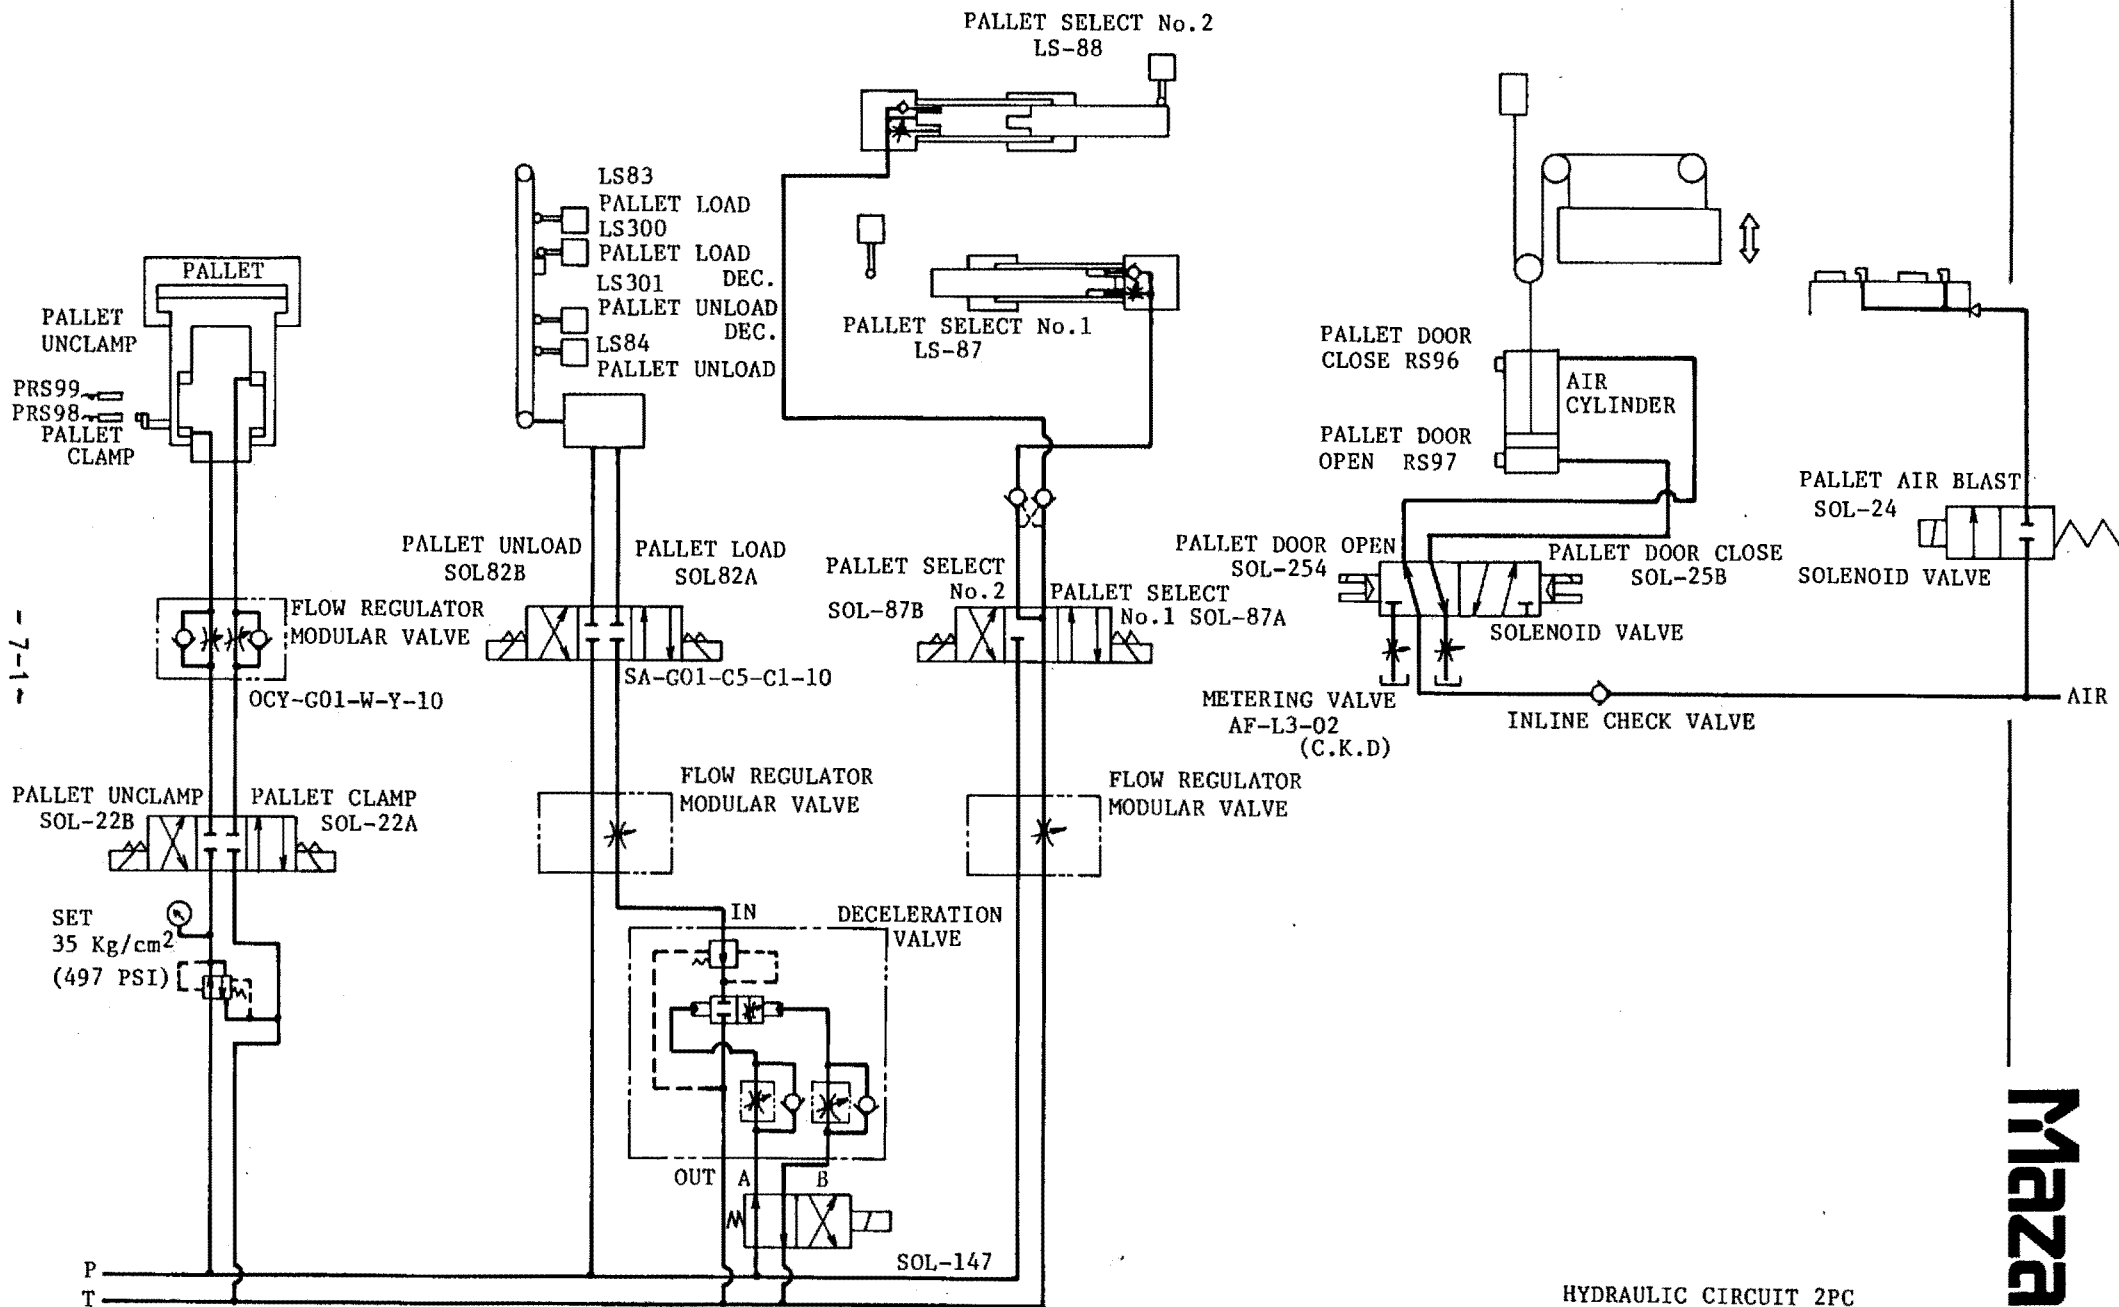 PALLET SELECT No.2
LS-88
LS83
PALLET LOAD
LS300
PALLET LOAD
DEC.
LS301
PALLET UNLOAD
DEC.
LS84
PALLET UNLOAD
PALLET SELECT No.1
LS-87
PALLET
PALLET
UNCLAMP
PRS99
PRS98
PALLET
CLAMP
PALLET DOOR
CLOSE RS96
AIR
CYLINDER
PALLET DOOR
OPEN RS97
PALLET AIR BLAST
SOL-24
SOLENOID VALVE
PALLET UNLOAD
SOL82B
PALLET LOAD
SOL82A
PALLET SELECT
No.2
SOL-87B
PALLET SELECT
No.1 SOL-87A
PALLET DOOR OPEN
SOL-254
PALLET DOOR CLOSE
SOL-25B
SOLENOID VALVE
FLOW REGULATOR
MODULAR VALVE
OCY-G01-W-Y-10
SA-G01-C5-C1-10
METERING VALVE
AF-L3-02
(C.K.D)
INLINE CHECK VALVE
AIR
-7-1-
PALLET UNCLAMP
SOL-22B
PALLET CLAMP
SOL-22A
FLOW REGULATOR
MODULAR VALVE
FLOW REGULATOR
MODULAR VALVE
SET
35 Kg/cm²
(497 PSI)
IN
DECELERATION
VALVE
OUT A B
SOL-147
P
T
HYDRAULIC CIRCUIT 2PC
Maza